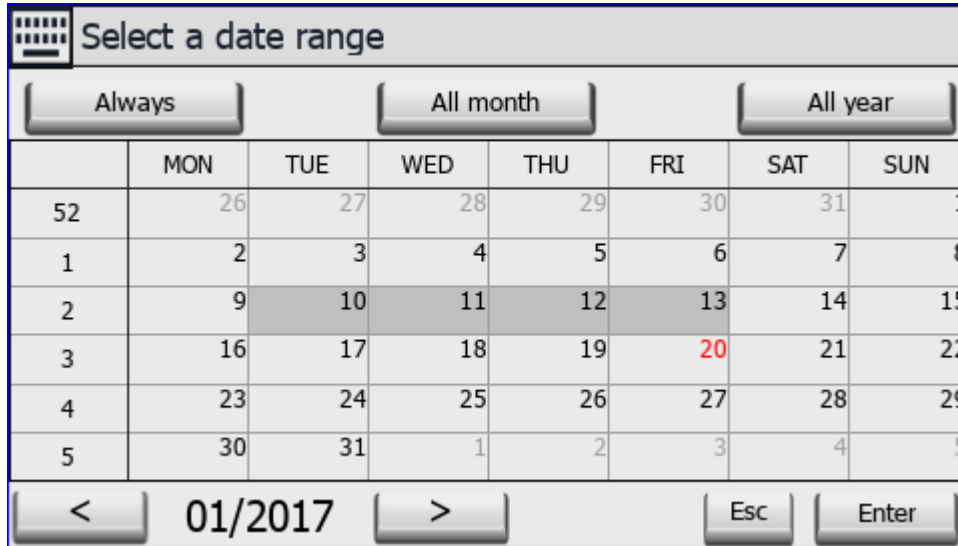 Select a date range
Always All month All year
MON TUE WED THU FRI SAT SUN
52 26 27 28 29 30 31
1 2 3 4 5 6 7
2 9 10 11 12 13 14
3 16 17 18 19 20 21
4 23 24 25 26 27 28
5 30 31 1 2 3 4
< 01/2017 > Esc Enter